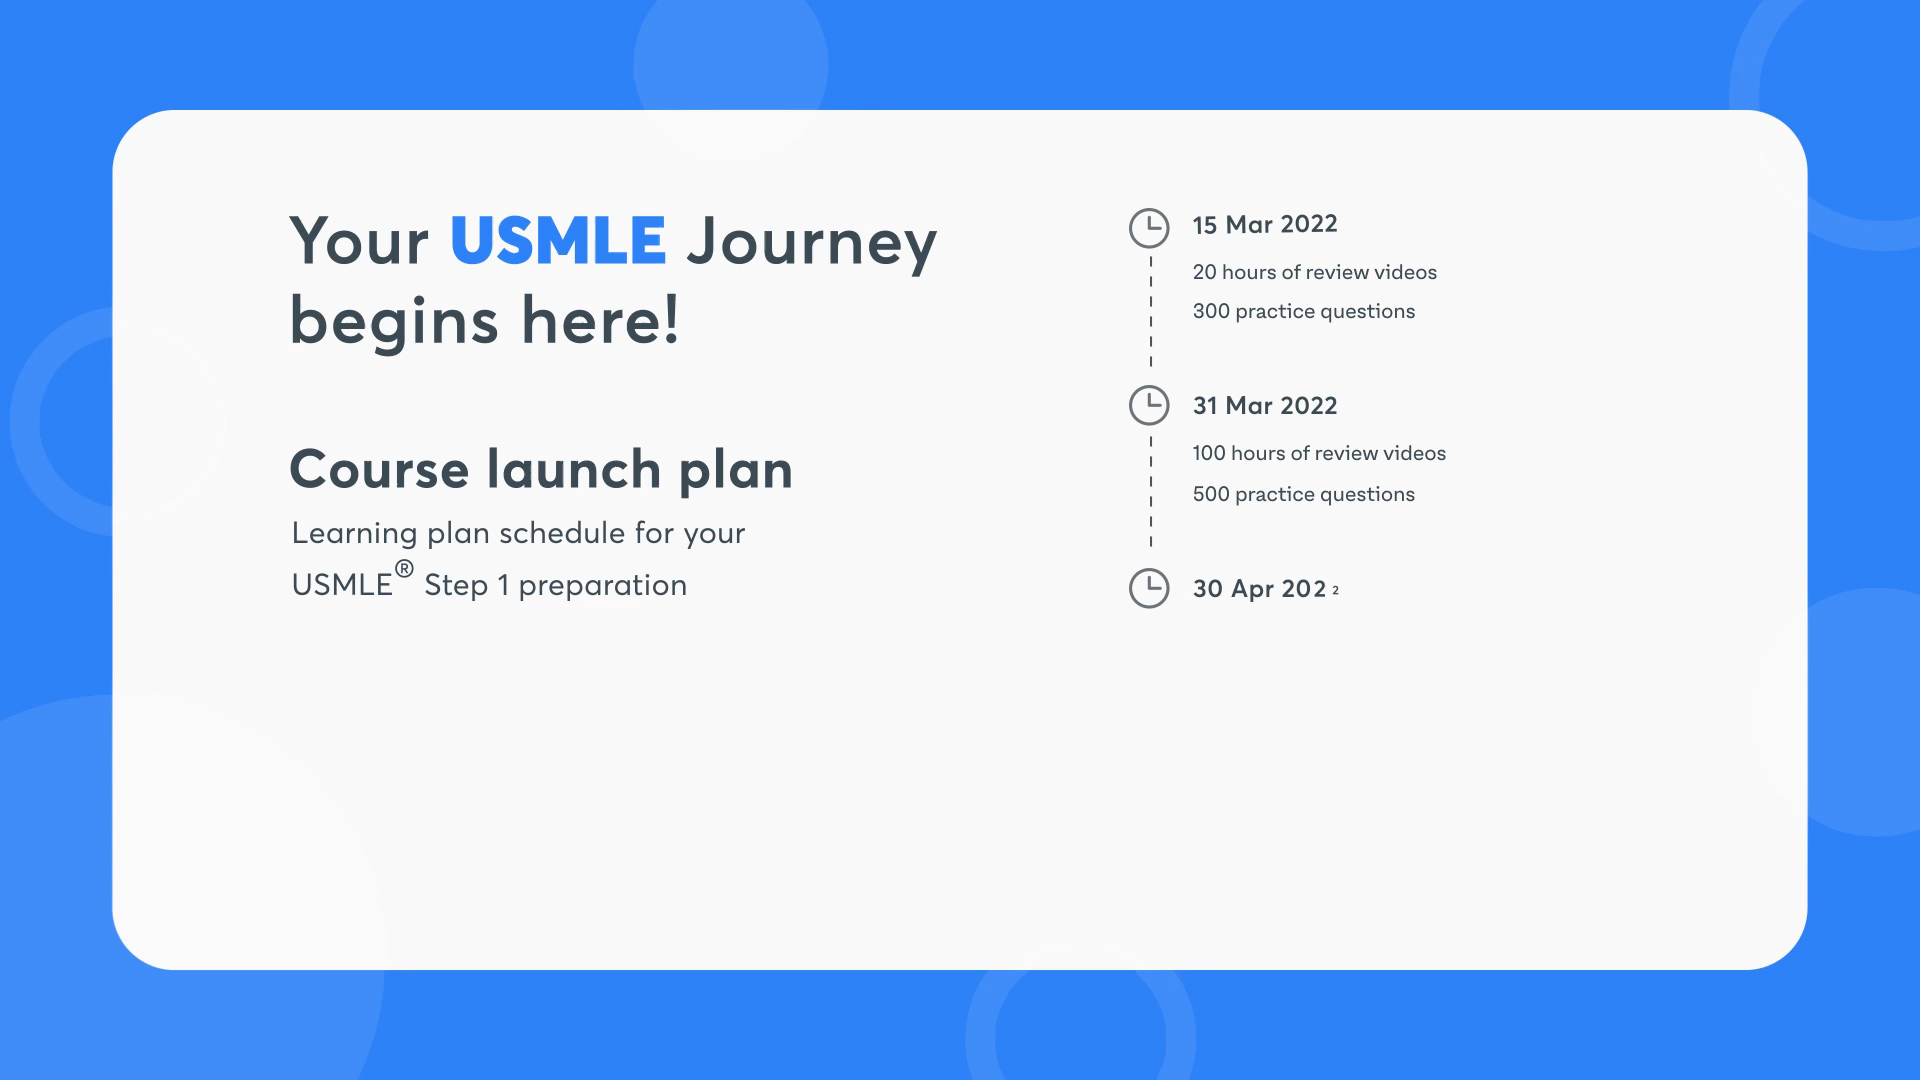 Your USMLE Journey
begins here!
Course launch plan
Learning plan schedule for your
USMLE® Step 1 preparation
15 Mar 2022
20 hours of review videos
300 practice questions
31 Mar 2022
100 hours of review videos
500 practice questions
30 Apr 2022